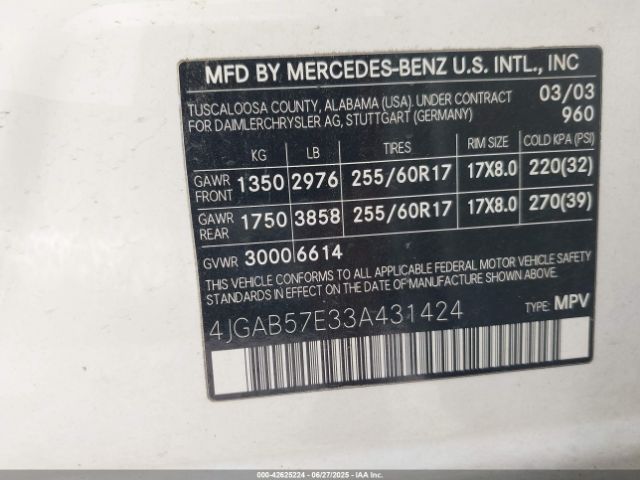 MFD BY MERCEDES-BENZ U.S. INTL., INC
TUSCALOOSA COUNTY, ALABAMA (USA). UNDER CONTRACT 03/03
FOR DAIMLERCHRYSLER AG, STUTTGART (GERMANY) 960
KG LB TIRES RIM SIZE COLD KPA (PSI)
GAWR FRONT 1350 2976 255/60R17 17X8.0 220(32)
GAWR REAR 1750 3858 255/60R17 17X8.0 270(39)
GVWR 3000 6614
THIS VEHICLE CONFORMS TO ALL APPLICABLE FEDERAL MOTOR VEHICLE SAFETY
STANDARDS IN EFFECT ON THE DATE OF MANUFACTURE SHOWN ABOVE.
4JGAB57E33A431424 TYPE: MPV
000-42625224 - 06/27/2025 - IAAI.COM